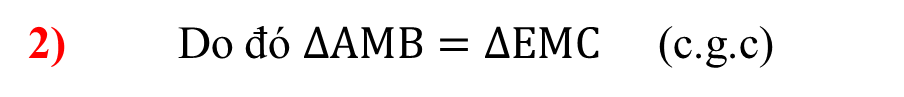 2) Do đó ΔAMB = ΔEMC (c.g.c)